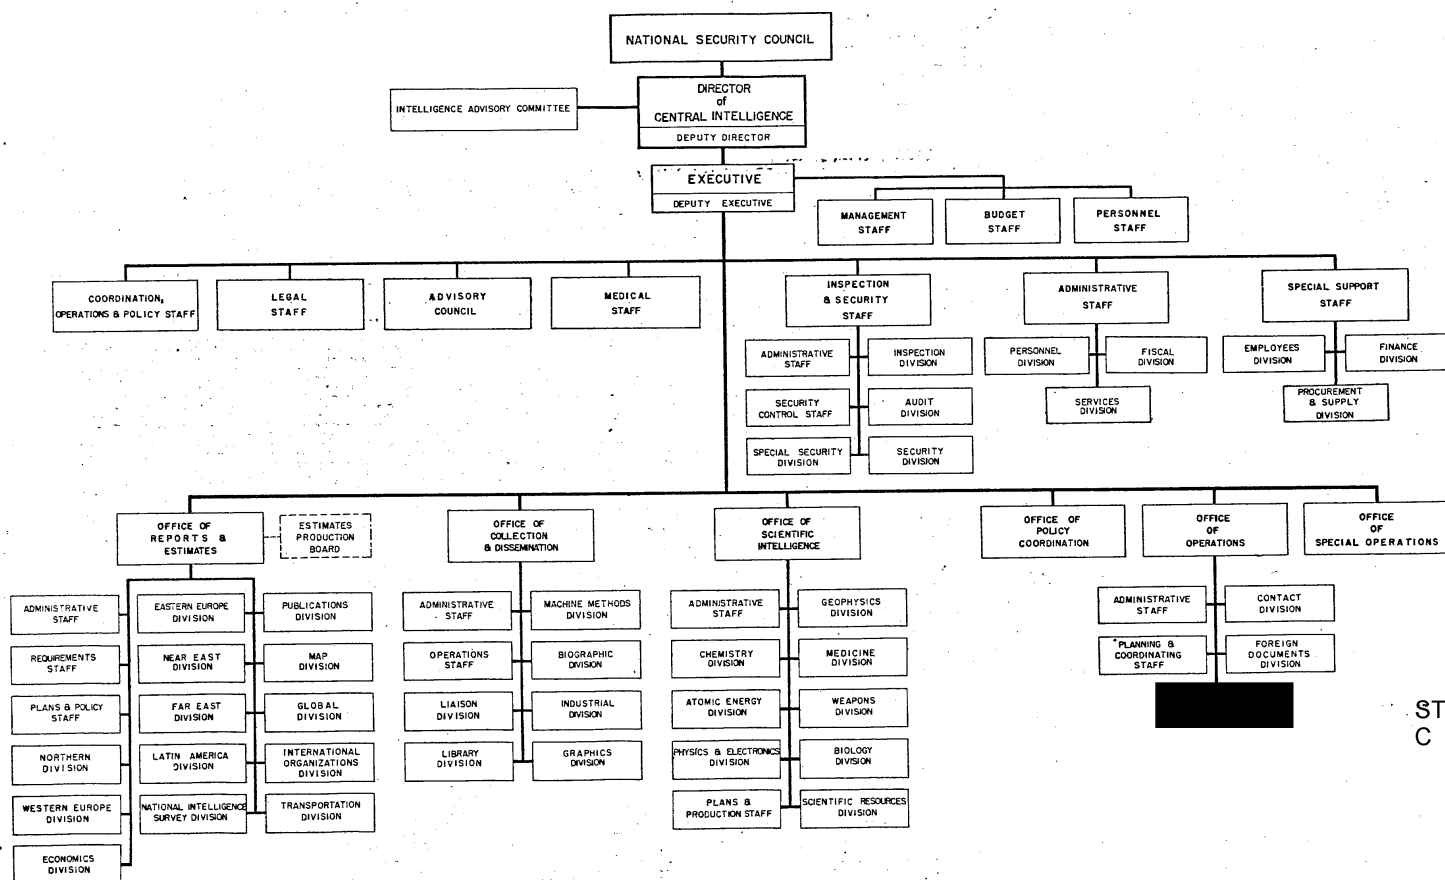 NATIONAL SECURITY COUNCIL
DIRECTOR
of
CENTRAL INTELLIGENCE
DEPUTY DIRECTOR
INTELLIGENCE ADVISORY COMMITTEE
EXECUTIVE
DEPUTY EXECUTIVE
MANAGEMENT
STAFF
BUDGET
STAFF
PERSONNEL
STAFF
COORDINATION,
OPERATIONS & POLICY STAFF
LEGAL
STAFF
ADVISORY
COUNCIL
MEDICAL
STAFF
INSPECTION
& SECURITY
STAFF
ADMINISTRATIVE
STAFF
SPECIAL SUPPORT
STAFF
ADMINISTRATIVE
STAFF
INSPECTION
DIVISION
SECURITY
CONTROL STAFF
AUDIT
DIVISION
SPECIAL SECURITY
DIVISION
SECURITY
DIVISION
PERSONNEL
DIVISION
FISCAL
DIVISION
SERVICES
DIVISION
EMPLOYEES
DIVISION
FINANCE
DIVISION
PROCUREMENT
& SUPPLY
DIVISION
OFFICE OF
REPORTS &
ESTIMATES
ESTIMATES
PRODUCTION
BOARD
OFFICE OF
COLLECTION
& DISSEMINATION
OFFICE OF
SCIENTIFIC
INTELLIGENCE
OFFICE OF
POLICY
COORDINATION
OFFICE
OF
OPERATIONS
OFFICE
OF
SPECIAL OPERATIONS
ADMINISTRATIVE
STAFF
EASTERN EUROPE
DIVISION
PUBLICATIONS
DIVISION
REQUIREMENTS
STAFF
NEAR EAST
DIVISION
MAP
DIVISION
PLANS & POLICY
STAFF
FAR EAST
DIVISION
GLOBAL
DIVISION
NORTHERN
DIVISION
LATIN AMERICA
DIVISION
INTERNATIONAL
ORGANIZATIONS
DIVISION
WESTERN EUROPE
DIVISION
NATIONAL INTELLIGENCE
SURVEY DIVISION
TRANSPORTATION
DIVISION
ECONOMICS
DIVISION
ADMINISTRATIVE
STAFF
MACHINE METHODS
DIVISION
OPERATIONS
STAFF
BIOGRAPHIC
DIVISION
LIAISON
DIVISION
INDUSTRIAL
DIVISION
LIBRARY
DIVISION
GRAPHICS
DIVISION
ADMINISTRATIVE
STAFF
GEOPHYSICS
DIVISION
CHEMISTRY
DIVISION
MEDICINE
DIVISION
ATOMIC ENERGY
DIVISION
WEAPONS
DIVISION
PHYSICS & ELECTRONICS
DIVISION
BIOLOGY
DIVISION
PLANS &
PRODUCTION STAFF
SCIENTIFIC RESOURCES
DIVISION
ADMINISTRATIVE
STAFF
CONTACT
DIVISION
PLANNING &
COORDINATING
STAFF
FOREIGN
DOCUMENTS
DIVISION
ST
C